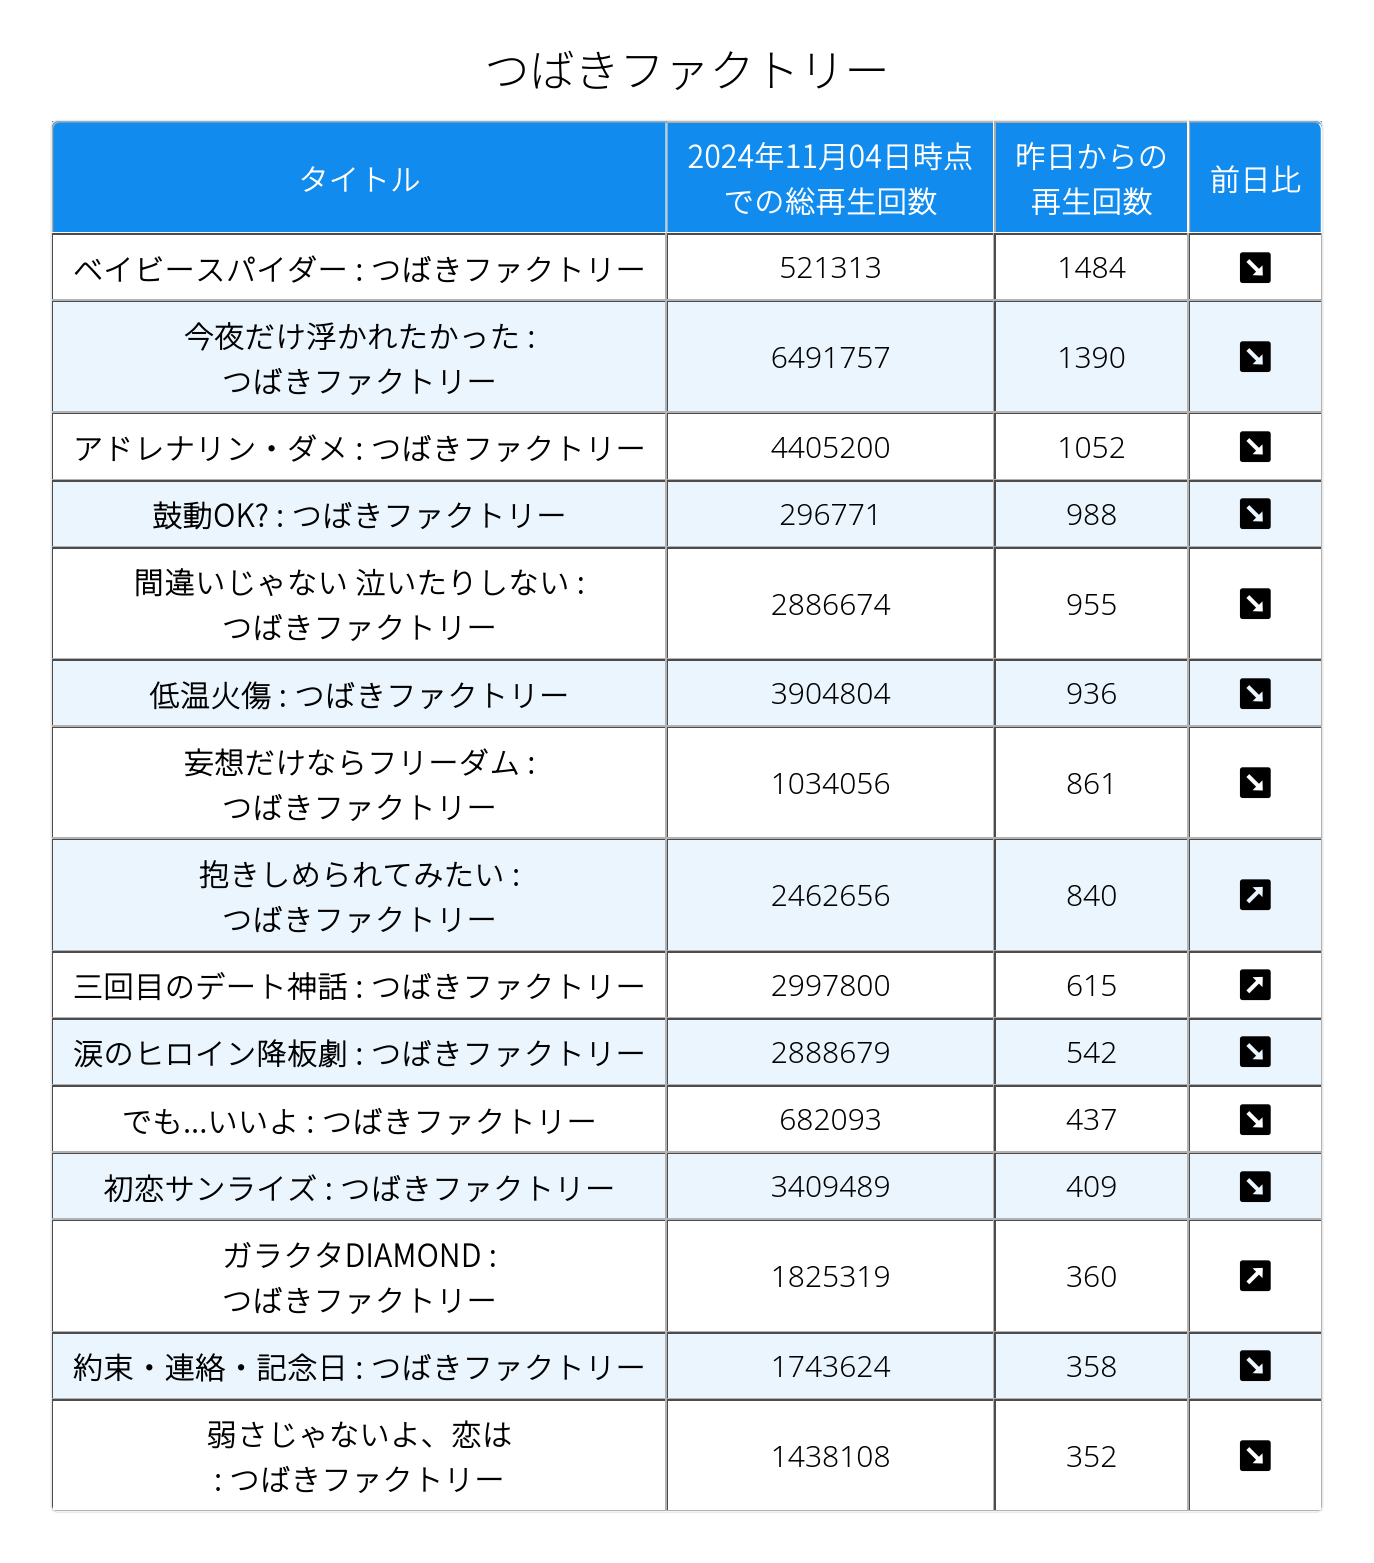 つばきファクトリー
タイトル
2024年11月04日時点
での総再生回数
昨日からの
再生回数
前日比
ベイビースパイダー : つばきファクトリー
521313
1484
今夜だけ浮かれたかった :
つばきファクトリー
6491757
1390
アドレナリン・ダメ : つばきファクトリー
4405200
1052
鼓動OK? : つばきファクトリー
296771
988
間違いじゃない 泣いたりしない :
つばきファクトリー
2886674
955
低温火傷 : つばきファクトリー
3904804
936
妄想だけならフリーダム :
つばきファクトリー
1034056
861
抱きしめられてみたい :
つばきファクトリー
2462656
840
三回目のデート神話 : つばきファクトリー
2997800
615
涙のヒロイン降板劇 : つばきファクトリー
2888679
542
でも...いいよ : つばきファクトリー
682093
437
初恋サンライズ : つばきファクトリー
3409489
409
ガラクタDIAMOND :
つばきファクトリー
1825319
360
約束・連絡・記念日 : つばきファクトリー
1743624
358
弱さじゃないよ、恋は
: つばきファクトリー
1438108
352